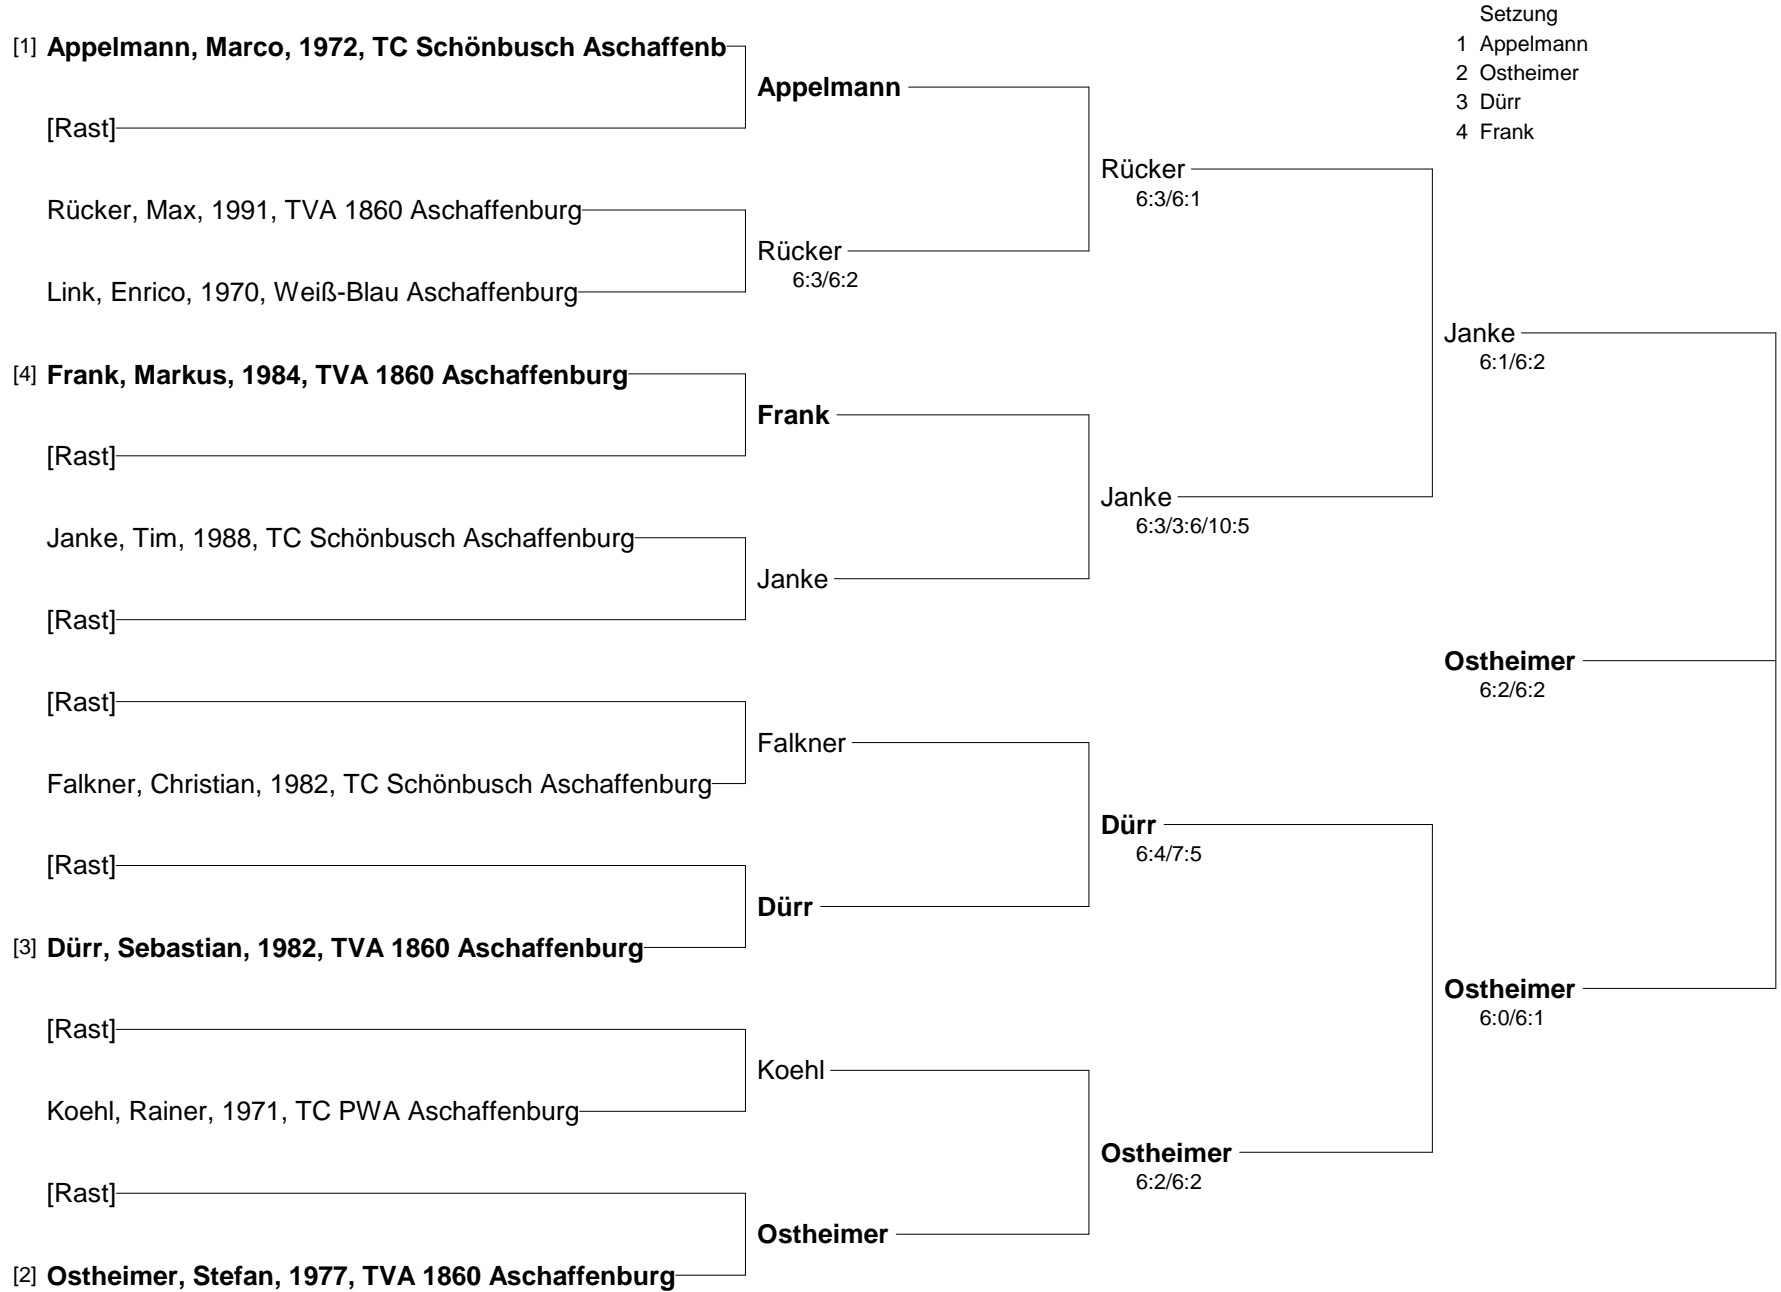 Setzung
1 Appelmann
2 Ostheimer
3 Dürr
4 Frank
[1] Appelmann, Marco, 1972, TC Schönbusch Aschaffenb
[Rast]
Rücker, Max, 1991, TVA 1860 Aschaffenburg
Link, Enrico, 1970, Weiß-Blau Aschaffenburg
[4] Frank, Markus, 1984, TVA 1860 Aschaffenburg
[Rast]
Janke, Tim, 1988, TC Schönbusch Aschaffenburg
[Rast]
[Rast]
Falkner, Christian, 1982, TC Schönbusch Aschaffenburg
[Rast]
[3] Dürr, Sebastian, 1982, TVA 1860 Aschaffenburg
[Rast]
Koehl, Rainer, 1971, TC PWA Aschaffenburg
[Rast]
[2] Ostheimer, Stefan, 1977, TVA 1860 Aschaffenburg
Appelmann
Rücker
6:3/6:2
Frank
Janke
Falkner
Dürr
Koehl
Ostheimer
Rücker
6:3/6:1
Janke
6:3/3:6/10:5
Dürr
6:4/7:5
Ostheimer
6:2/6:2
Janke
6:1/6:2
Ostheimer
6:2/6:2
Ostheimer
6:0/6:1